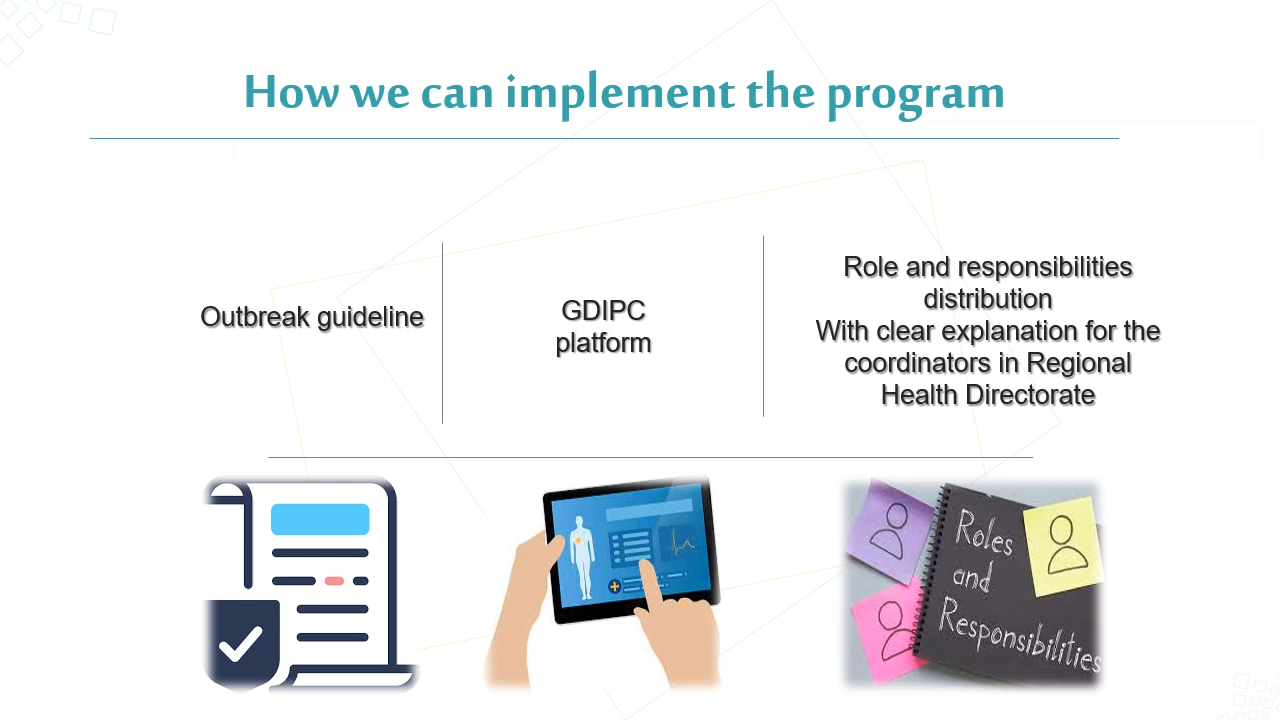 How we can implement the program
Outbreak guideline
GDIPC
platform
Role and responsibilities
distribution
With clear explanation for the
coordinators in Regional
Health Directorate
Roles
and
Responsibilities